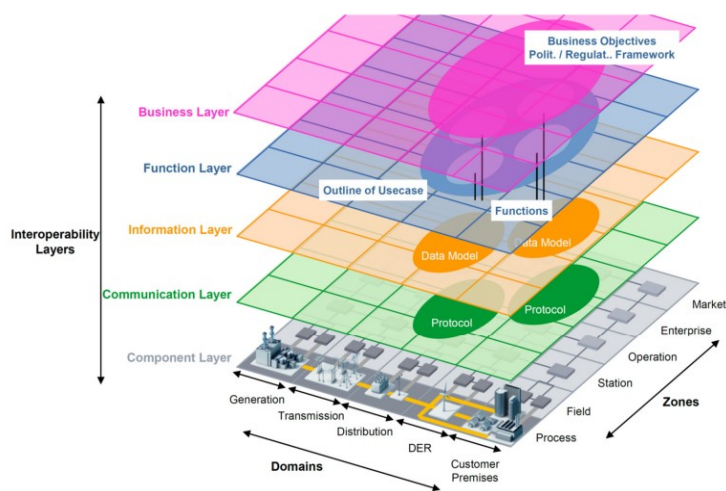 Business Objectives
Polit. / Regulat.. Framework
Business Layer
Function Layer
Outline of Usecase
Functions
Interoperability
Layers
Information Layer
Data Model
Data Model
Communication Layer
Protocol
Protocol
Component Layer
Market
Enterprise
Operation
Station
Field
Process
Zones
Generation
Transmission
Distribution
DER
Customer
Premises
Domains